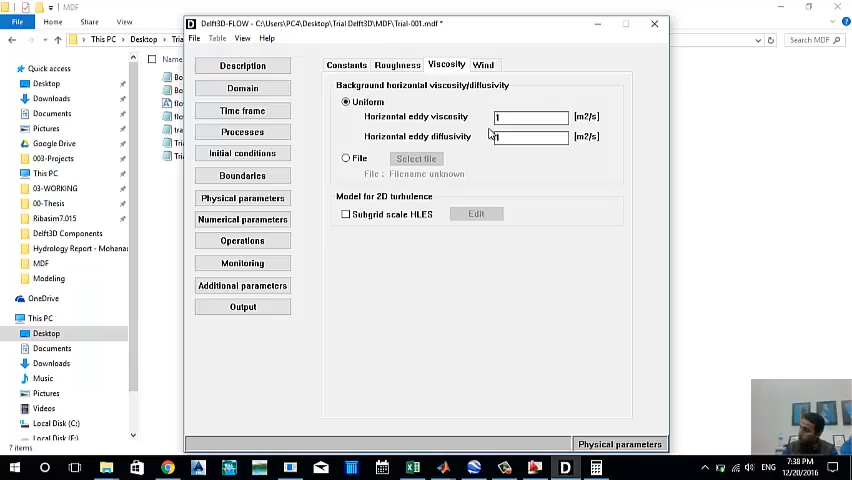 MDF
File
Home
Share
View
This PC
Desktop
Search MDF
Quick access
Desktop
Downloads
Documents
Pictures
Google Drive
003-Projects
This PC
03-WORKING
00-Thesis
Ribasim7.015
Delft3D Components
Hydrology Report - Mohana
MDF
Modeling
OneDrive
This PC
Desktop
Documents
Downloads
Music
Pictures
Videos
Local Disk (C:)
7 items
Name
D Delft3D-FLOW - C:\Users\PC4\Desktop\Trial Delft3D\MDF\Trial-001.mdf *
File Table View Help
Description
Domain
Time frame
Processes
Initial conditions
Boundaries
Physical parameters
Numerical parameters
Operations
Monitoring
Additional parameters
Output
Constants Roughness Viscosity Wind
Background horizontal viscosity/diffusivity
Uniform
Horizontal eddy viscosity 1 [m2/s]
Horizontal eddy diffusivity 1 [m2/s]
File Select file
File : Filename unknown
Model for 2D turbulence
Subgrid scale HLES Edit
Physical parameters
D
ENG
7:38 PM
12/20/2016